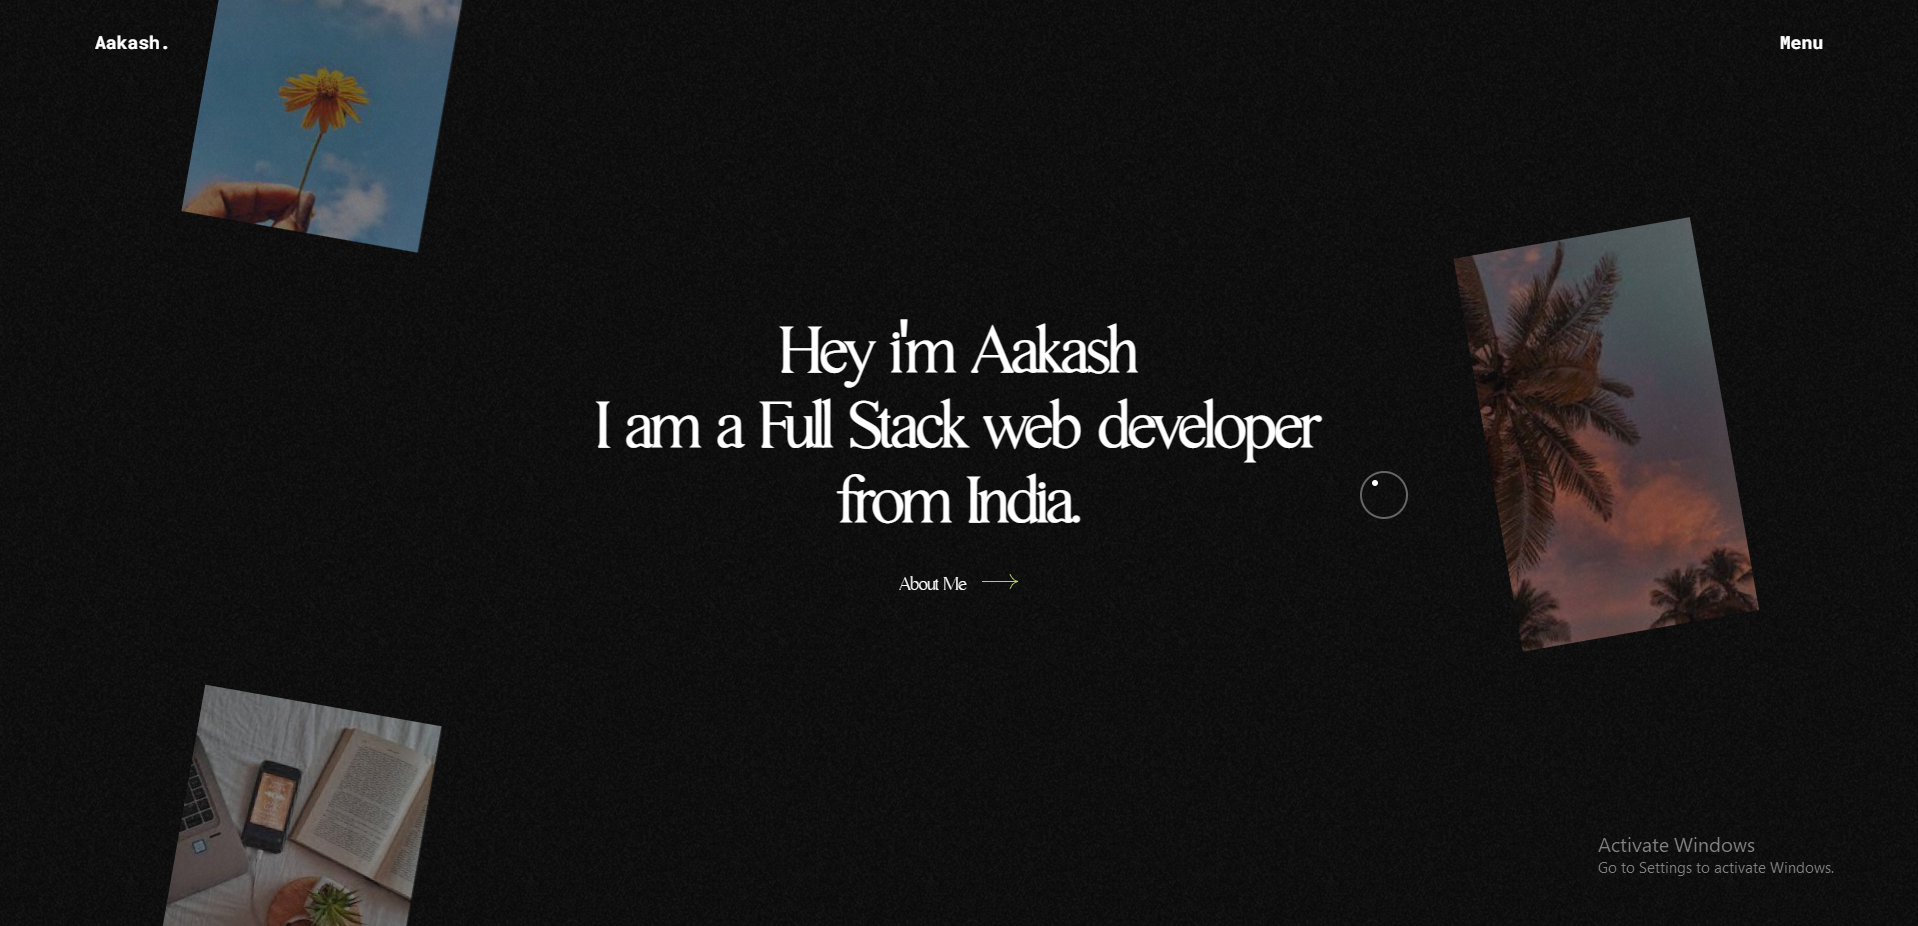 Aakash.
Menu
Hey i'm Aakash
I am a Full Stack web developer
from India.
About Me
Activate Windows
Go to Settings to activate Windows.